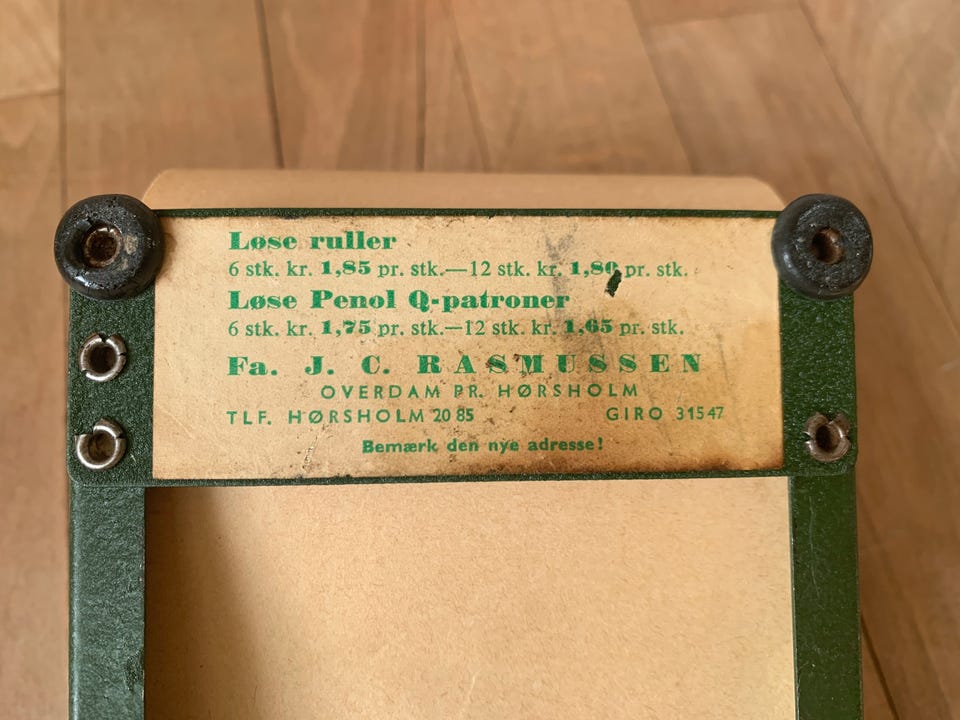 Løse ruller
6 stk. kr. 1,85 pr. stk.—12 stk. kr. 1,80 pr. stk.
Løse Penol Q-patroner
6 stk. kr. 1,75 pr. stk.—12 stk. kr. 1,65 pr. stk.
Fa. J. C. RASMUSSEN
OVERDAM PR. HØRSHOLM
TLF. HØRSHOLM 20 85 GIRO 31547
Bemærk den nye adresse!